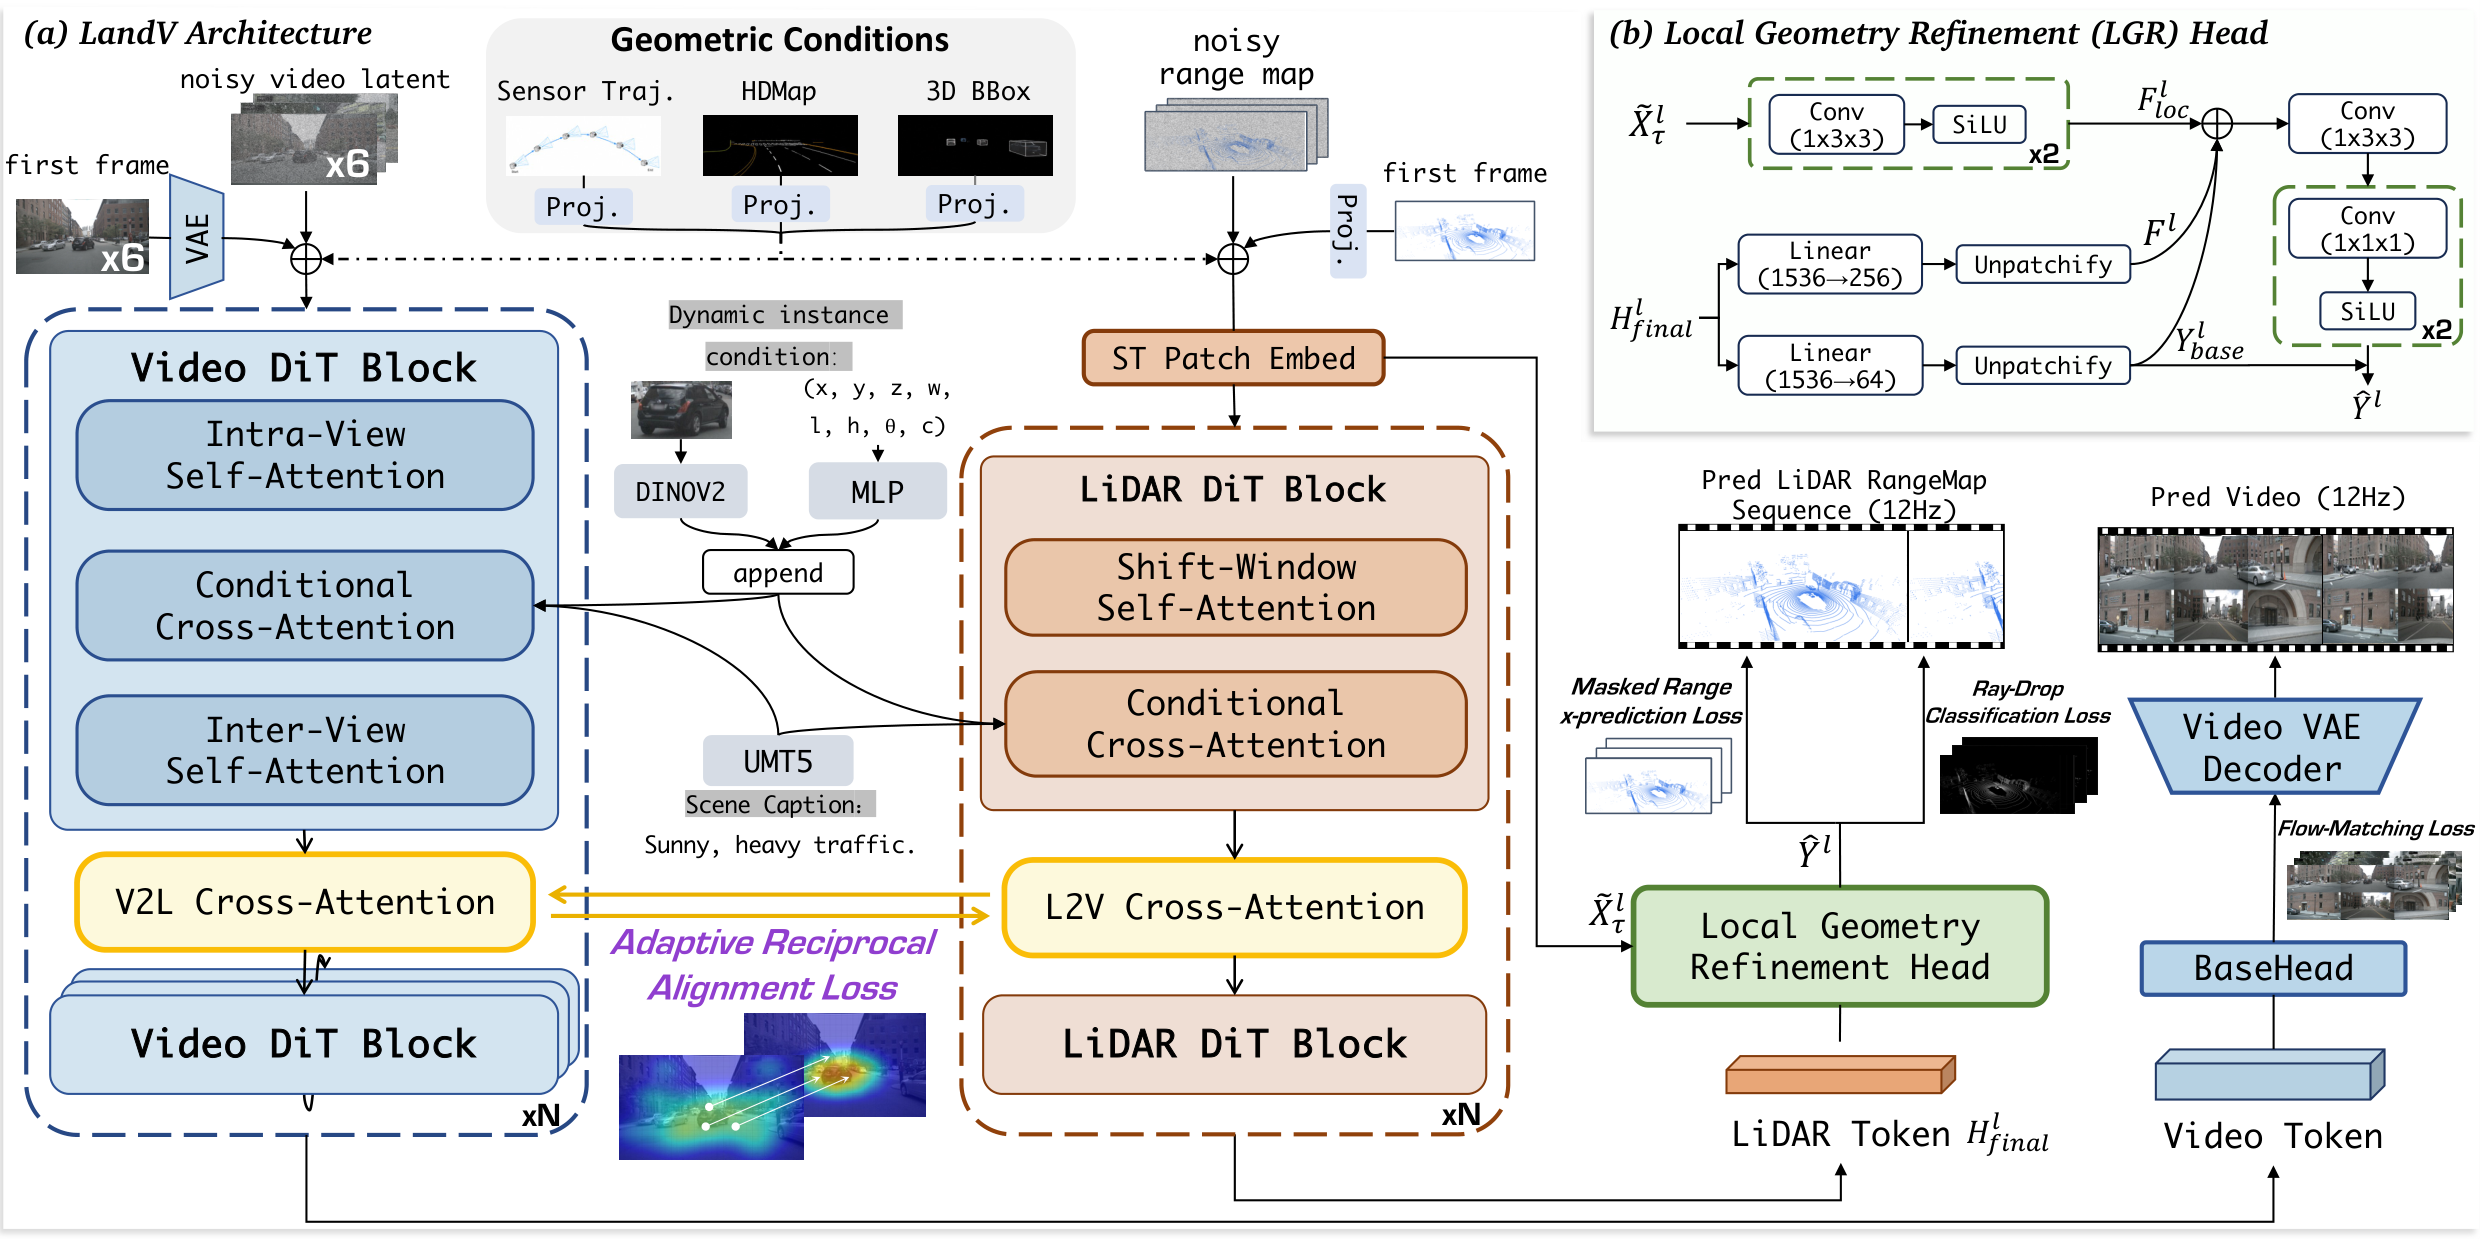 (a) LandV Architecture
noisy video latent
x6
first frame
x6
VAE
Geometric Conditions
Sensor Traj.
HDMap
3D BBox
Proj.
Proj.
Proj.
noisy
range map
first frame
Proj.
Video DiT Block
Intra-View
Self-Attention
Conditional
Cross-Attention
Inter-View
Self-Attention
V2L Cross-Attention
Video DiT Block
xN
Dynamic instance
condition:
(x, y, z, w,
l, h, θ, c)
DINOV2
MLP
append
UMT5
Scene Caption:
Sunny, heavy traffic.
Adaptive Reciprocal
Alignment Loss
ST Patch Embed
LiDAR DiT Block
Shift-Window
Self-Attention
Conditional
Cross-Attention
L2V Cross-Attention
LiDAR DiT Block
xN
(b) Local Geometry Refinement (LGR) Head
X̃_τ^l
Conv
(1x3x3)
SiLU
x2
F_loc^l
Conv
(1x3x3)
Conv
(1x1x1)
SiLU
x2
H_final^l
Linear
(1536→256)
Unpatchify
F^l
Linear
(1536→64)
Unpatchify
Y_base^l
Ŷ^l
Pred LiDAR RangeMap
Sequence (12Hz)
Pred Video (12Hz)
Masked Range
x-prediction Loss
Ray-Drop
Classification Loss
Ŷ^l
X̃_τ^l
Local Geometry
Refinement Head
LiDAR Token H_final^l
Video VAE
Decoder
Flow-Matching Loss
BaseHead
Video Token